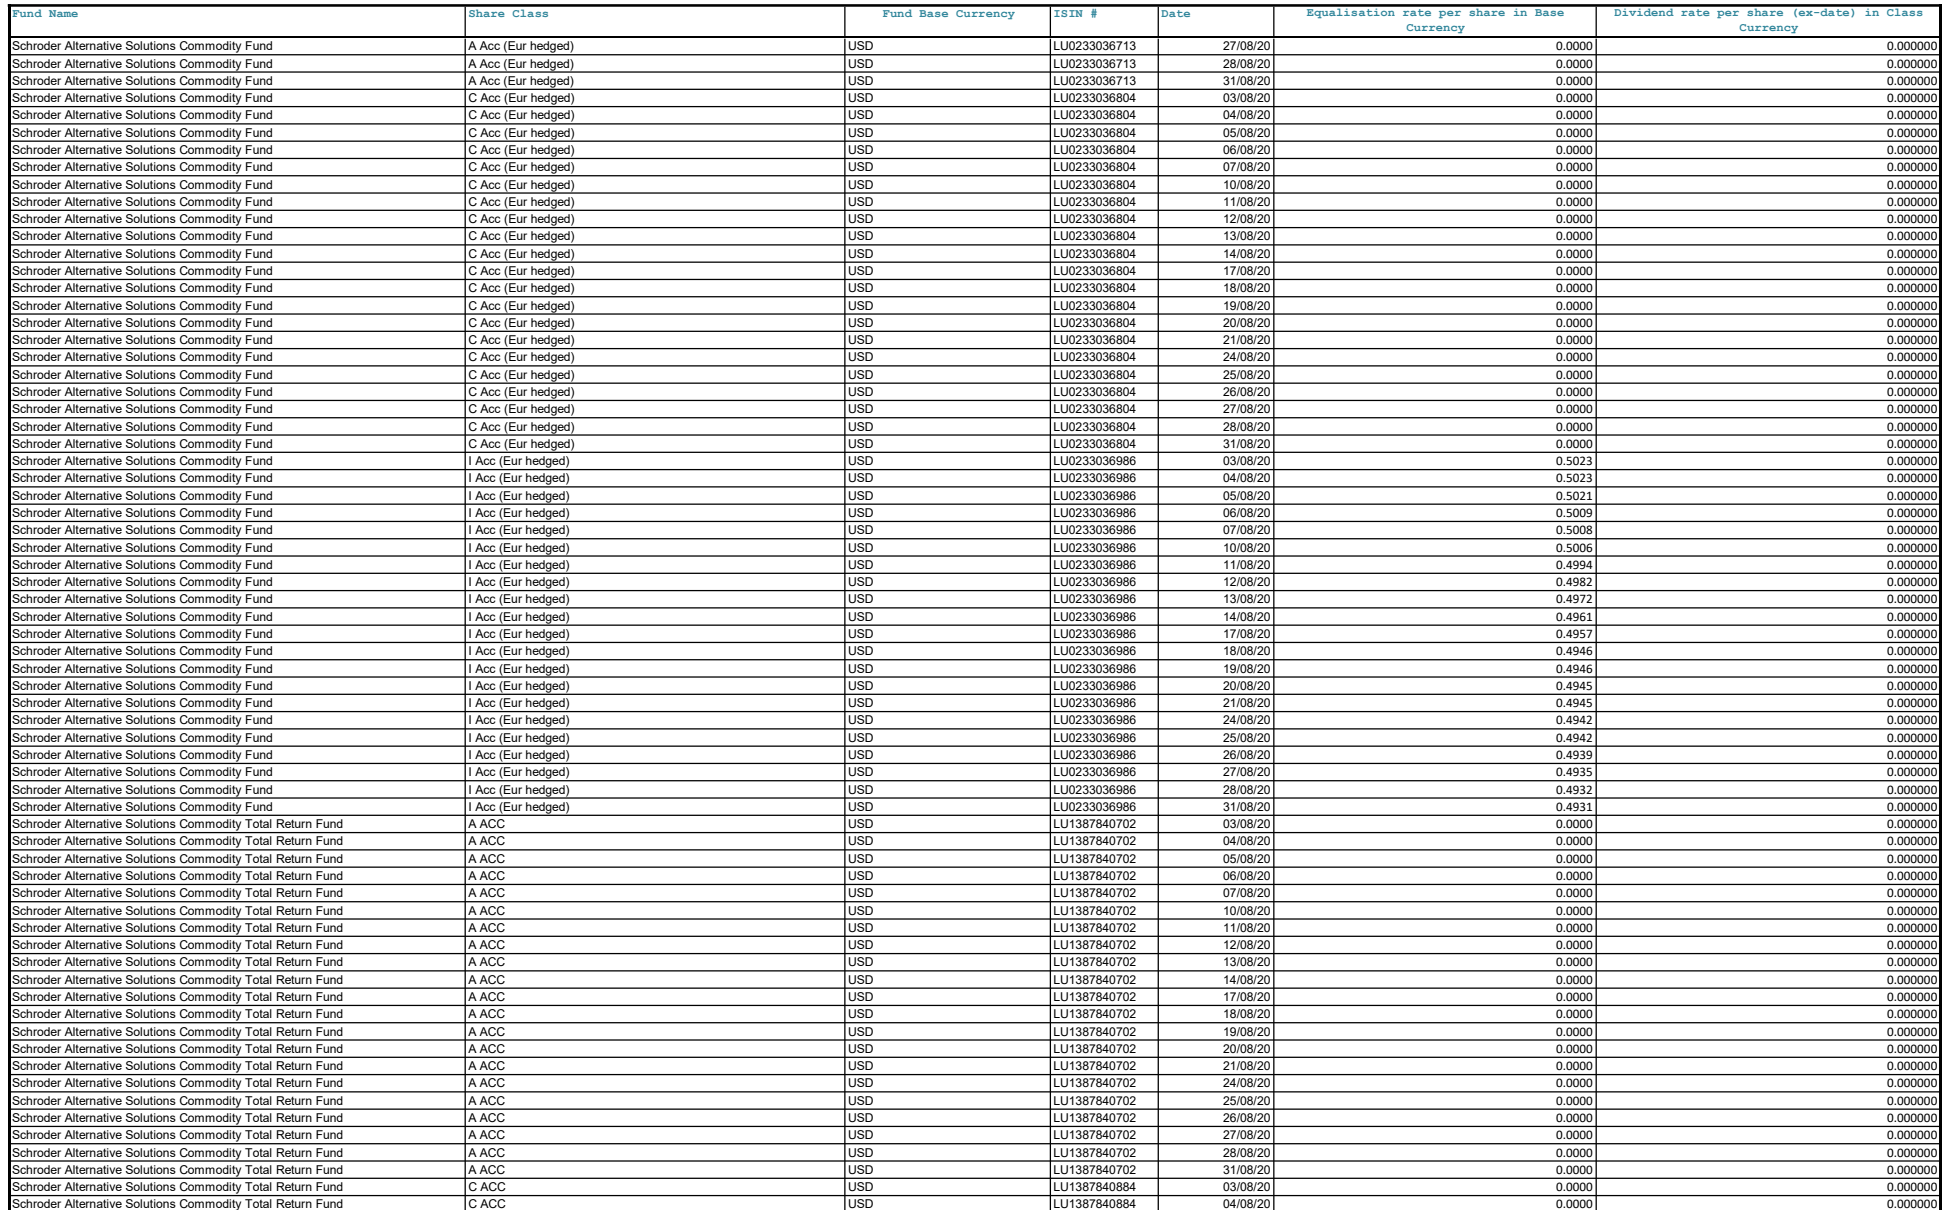 Fund Name Share Class Fund Base Currency ISIN # Date Equalisation rate per share in Base Currency Dividend rate per share (ex-date) in Class Currency
Schroder Alternative Solutions Commodity Fund A Acc (Eur hedged) USD LU0233036713 27/08/20 0.0000 0.000000
Schroder Alternative Solutions Commodity Fund A Acc (Eur hedged) USD LU0233036713 28/08/20 0.0000 0.000000
Schroder Alternative Solutions Commodity Fund A Acc (Eur hedged) USD LU0233036713 31/08/20 0.0000 0.000000
Schroder Alternative Solutions Commodity Fund C Acc (Eur hedged) USD LU0233036804 03/08/20 0.0000 0.000000
Schroder Alternative Solutions Commodity Fund C Acc (Eur hedged) USD LU0233036804 04/08/20 0.0000 0.000000
Schroder Alternative Solutions Commodity Fund C Acc (Eur hedged) USD LU0233036804 05/08/20 0.0000 0.000000
Schroder Alternative Solutions Commodity Fund C Acc (Eur hedged) USD LU0233036804 06/08/20 0.0000 0.000000
Schroder Alternative Solutions Commodity Fund C Acc (Eur hedged) USD LU0233036804 07/08/20 0.0000 0.000000
Schroder Alternative Solutions Commodity Fund C Acc (Eur hedged) USD LU0233036804 10/08/20 0.0000 0.000000
Schroder Alternative Solutions Commodity Fund C Acc (Eur hedged) USD LU0233036804 11/08/20 0.0000 0.000000
Schroder Alternative Solutions Commodity Fund C Acc (Eur hedged) USD LU0233036804 12/08/20 0.0000 0.000000
Schroder Alternative Solutions Commodity Fund C Acc (Eur hedged) USD LU0233036804 13/08/20 0.0000 0.000000
Schroder Alternative Solutions Commodity Fund C Acc (Eur hedged) USD LU0233036804 14/08/20 0.0000 0.000000
Schroder Alternative Solutions Commodity Fund C Acc (Eur hedged) USD LU0233036804 17/08/20 0.0000 0.000000
Schroder Alternative Solutions Commodity Fund C Acc (Eur hedged) USD LU0233036804 18/08/20 0.0000 0.000000
Schroder Alternative Solutions Commodity Fund C Acc (Eur hedged) USD LU0233036804 19/08/20 0.0000 0.000000
Schroder Alternative Solutions Commodity Fund C Acc (Eur hedged) USD LU0233036804 20/08/20 0.0000 0.000000
Schroder Alternative Solutions Commodity Fund C Acc (Eur hedged) USD LU0233036804 21/08/20 0.0000 0.000000
Schroder Alternative Solutions Commodity Fund C Acc (Eur hedged) USD LU0233036804 24/08/20 0.0000 0.000000
Schroder Alternative Solutions Commodity Fund C Acc (Eur hedged) USD LU0233036804 25/08/20 0.0000 0.000000
Schroder Alternative Solutions Commodity Fund C Acc (Eur hedged) USD LU0233036804 26/08/20 0.0000 0.000000
Schroder Alternative Solutions Commodity Fund C Acc (Eur hedged) USD LU0233036804 27/08/20 0.0000 0.000000
Schroder Alternative Solutions Commodity Fund C Acc (Eur hedged) USD LU0233036804 28/08/20 0.0000 0.000000
Schroder Alternative Solutions Commodity Fund C Acc (Eur hedged) USD LU0233036804 31/08/20 0.0000 0.000000
Schroder Alternative Solutions Commodity Fund I Acc (Eur hedged) USD LU0233036986 03/08/20 0.5023 0.000000
Schroder Alternative Solutions Commodity Fund I Acc (Eur hedged) USD LU0233036986 04/08/20 0.5023 0.000000
Schroder Alternative Solutions Commodity Fund I Acc (Eur hedged) USD LU0233036986 05/08/20 0.5021 0.000000
Schroder Alternative Solutions Commodity Fund I Acc (Eur hedged) USD LU0233036986 06/08/20 0.5009 0.000000
Schroder Alternative Solutions Commodity Fund I Acc (Eur hedged) USD LU0233036986 07/08/20 0.5008 0.000000
Schroder Alternative Solutions Commodity Fund I Acc (Eur hedged) USD LU0233036986 10/08/20 0.5006 0.000000
Schroder Alternative Solutions Commodity Fund I Acc (Eur hedged) USD LU0233036986 11/08/20 0.4994 0.000000
Schroder Alternative Solutions Commodity Fund I Acc (Eur hedged) USD LU0233036986 12/08/20 0.4982 0.000000
Schroder Alternative Solutions Commodity Fund I Acc (Eur hedged) USD LU0233036986 13/08/20 0.4972 0.000000
Schroder Alternative Solutions Commodity Fund I Acc (Eur hedged) USD LU0233036986 14/08/20 0.4961 0.000000
Schroder Alternative Solutions Commodity Fund I Acc (Eur hedged) USD LU0233036986 17/08/20 0.4957 0.000000
Schroder Alternative Solutions Commodity Fund I Acc (Eur hedged) USD LU0233036986 18/08/20 0.4946 0.000000
Schroder Alternative Solutions Commodity Fund I Acc (Eur hedged) USD LU0233036986 19/08/20 0.4946 0.000000
Schroder Alternative Solutions Commodity Fund I Acc (Eur hedged) USD LU0233036986 20/08/20 0.4945 0.000000
Schroder Alternative Solutions Commodity Fund I Acc (Eur hedged) USD LU0233036986 21/08/20 0.4945 0.000000
Schroder Alternative Solutions Commodity Fund I Acc (Eur hedged) USD LU0233036986 24/08/20 0.4942 0.000000
Schroder Alternative Solutions Commodity Fund I Acc (Eur hedged) USD LU0233036986 25/08/20 0.4942 0.000000
Schroder Alternative Solutions Commodity Fund I Acc (Eur hedged) USD LU0233036986 26/08/20 0.4939 0.000000
Schroder Alternative Solutions Commodity Fund I Acc (Eur hedged) USD LU0233036986 27/08/20 0.4935 0.000000
Schroder Alternative Solutions Commodity Fund I Acc (Eur hedged) USD LU0233036986 28/08/20 0.4932 0.000000
Schroder Alternative Solutions Commodity Fund I Acc (Eur hedged) USD LU0233036986 31/08/20 0.4931 0.000000
Schroder Alternative Solutions Commodity Total Return Fund A ACC USD LU1387840702 03/08/20 0.0000 0.000000
Schroder Alternative Solutions Commodity Total Return Fund A ACC USD LU1387840702 04/08/20 0.0000 0.000000
Schroder Alternative Solutions Commodity Total Return Fund A ACC USD LU1387840702 05/08/20 0.0000 0.000000
Schroder Alternative Solutions Commodity Total Return Fund A ACC USD LU1387840702 06/08/20 0.0000 0.000000
Schroder Alternative Solutions Commodity Total Return Fund A ACC USD LU1387840702 07/08/20 0.0000 0.000000
Schroder Alternative Solutions Commodity Total Return Fund A ACC USD LU1387840702 10/08/20 0.0000 0.000000
Schroder Alternative Solutions Commodity Total Return Fund A ACC USD LU1387840702 11/08/20 0.0000 0.000000
Schroder Alternative Solutions Commodity Total Return Fund A ACC USD LU1387840702 12/08/20 0.0000 0.000000
Schroder Alternative Solutions Commodity Total Return Fund A ACC USD LU1387840702 13/08/20 0.0000 0.000000
Schroder Alternative Solutions Commodity Total Return Fund A ACC USD LU1387840702 14/08/20 0.0000 0.000000
Schroder Alternative Solutions Commodity Total Return Fund A ACC USD LU1387840702 17/08/20 0.0000 0.000000
Schroder Alternative Solutions Commodity Total Return Fund A ACC USD LU1387840702 18/08/20 0.0000 0.000000
Schroder Alternative Solutions Commodity Total Return Fund A ACC USD LU1387840702 19/08/20 0.0000 0.000000
Schroder Alternative Solutions Commodity Total Return Fund A ACC USD LU1387840702 20/08/20 0.0000 0.000000
Schroder Alternative Solutions Commodity Total Return Fund A ACC USD LU1387840702 21/08/20 0.0000 0.000000
Schroder Alternative Solutions Commodity Total Return Fund A ACC USD LU1387840702 24/08/20 0.0000 0.000000
Schroder Alternative Solutions Commodity Total Return Fund A ACC USD LU1387840702 25/08/20 0.0000 0.000000
Schroder Alternative Solutions Commodity Total Return Fund A ACC USD LU1387840702 26/08/20 0.0000 0.000000
Schroder Alternative Solutions Commodity Total Return Fund A ACC USD LU1387840702 27/08/20 0.0000 0.000000
Schroder Alternative Solutions Commodity Total Return Fund A ACC USD LU1387840702 28/08/20 0.0000 0.000000
Schroder Alternative Solutions Commodity Total Return Fund A ACC USD LU1387840702 31/08/20 0.0000 0.000000
Schroder Alternative Solutions Commodity Total Return Fund C ACC USD LU1387840884 03/08/20 0.0000 0.000000
Schroder Alternative Solutions Commodity Total Return Fund C ACC USD LU1387840884 04/08/20 0.0000 0.000000